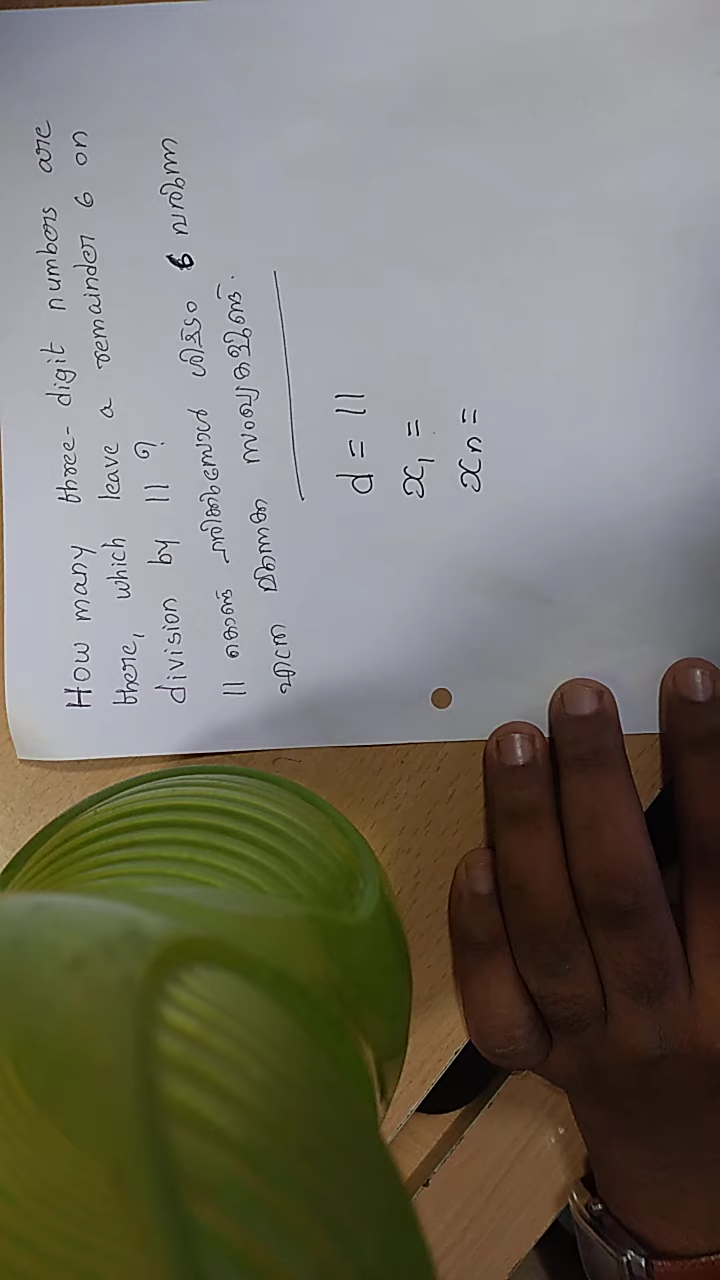 How many three-digit numbers are
there, which leave a remainder 6 on
division by 11 ?
11 കൊണ്ട് ഹരിക്കുമ്പോൾ ശിഷ്ടം 6 വരുന്ന
എത്ര മൂന്നക്ക സംഖ്യകളുണ്ട്.
d = 11
x₁ =
xn =